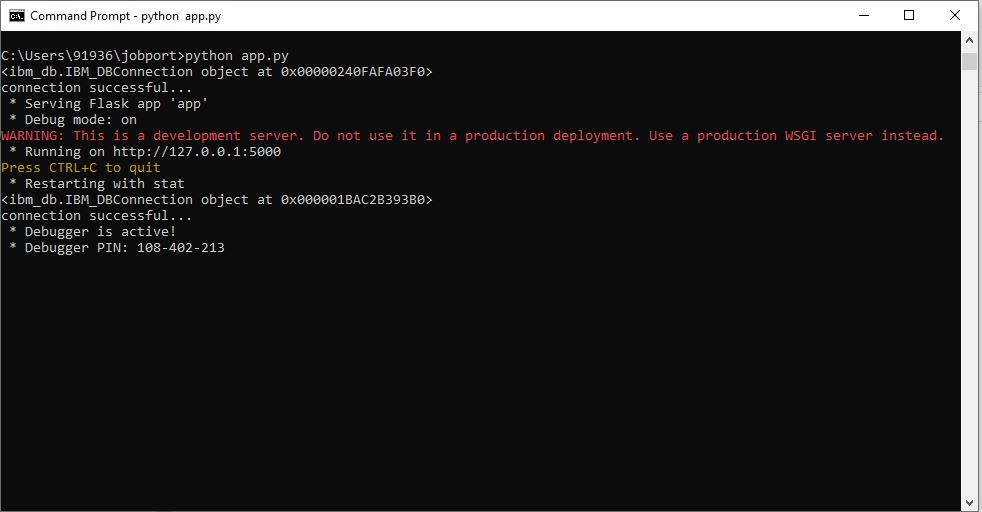 Command Prompt - python  app.py
C:\Users\91936\jobport>python app.py
<ibm_db.IBM_DBConnection object at 0x00000240FAFA03F0>
connection successful...
 * Serving Flask app 'app'
 * Debug mode: on
WARNING: This is a development server. Do not use it in a production deployment. Use a production WSGI server instead.
 * Running on http://127.0.0.1:5000
Press CTRL+C to quit
 * Restarting with stat
<ibm_db.IBM_DBConnection object at 0x000001BAC2B393B0>
connection successful...
 * Debugger is active!
 * Debugger PIN: 108-402-213